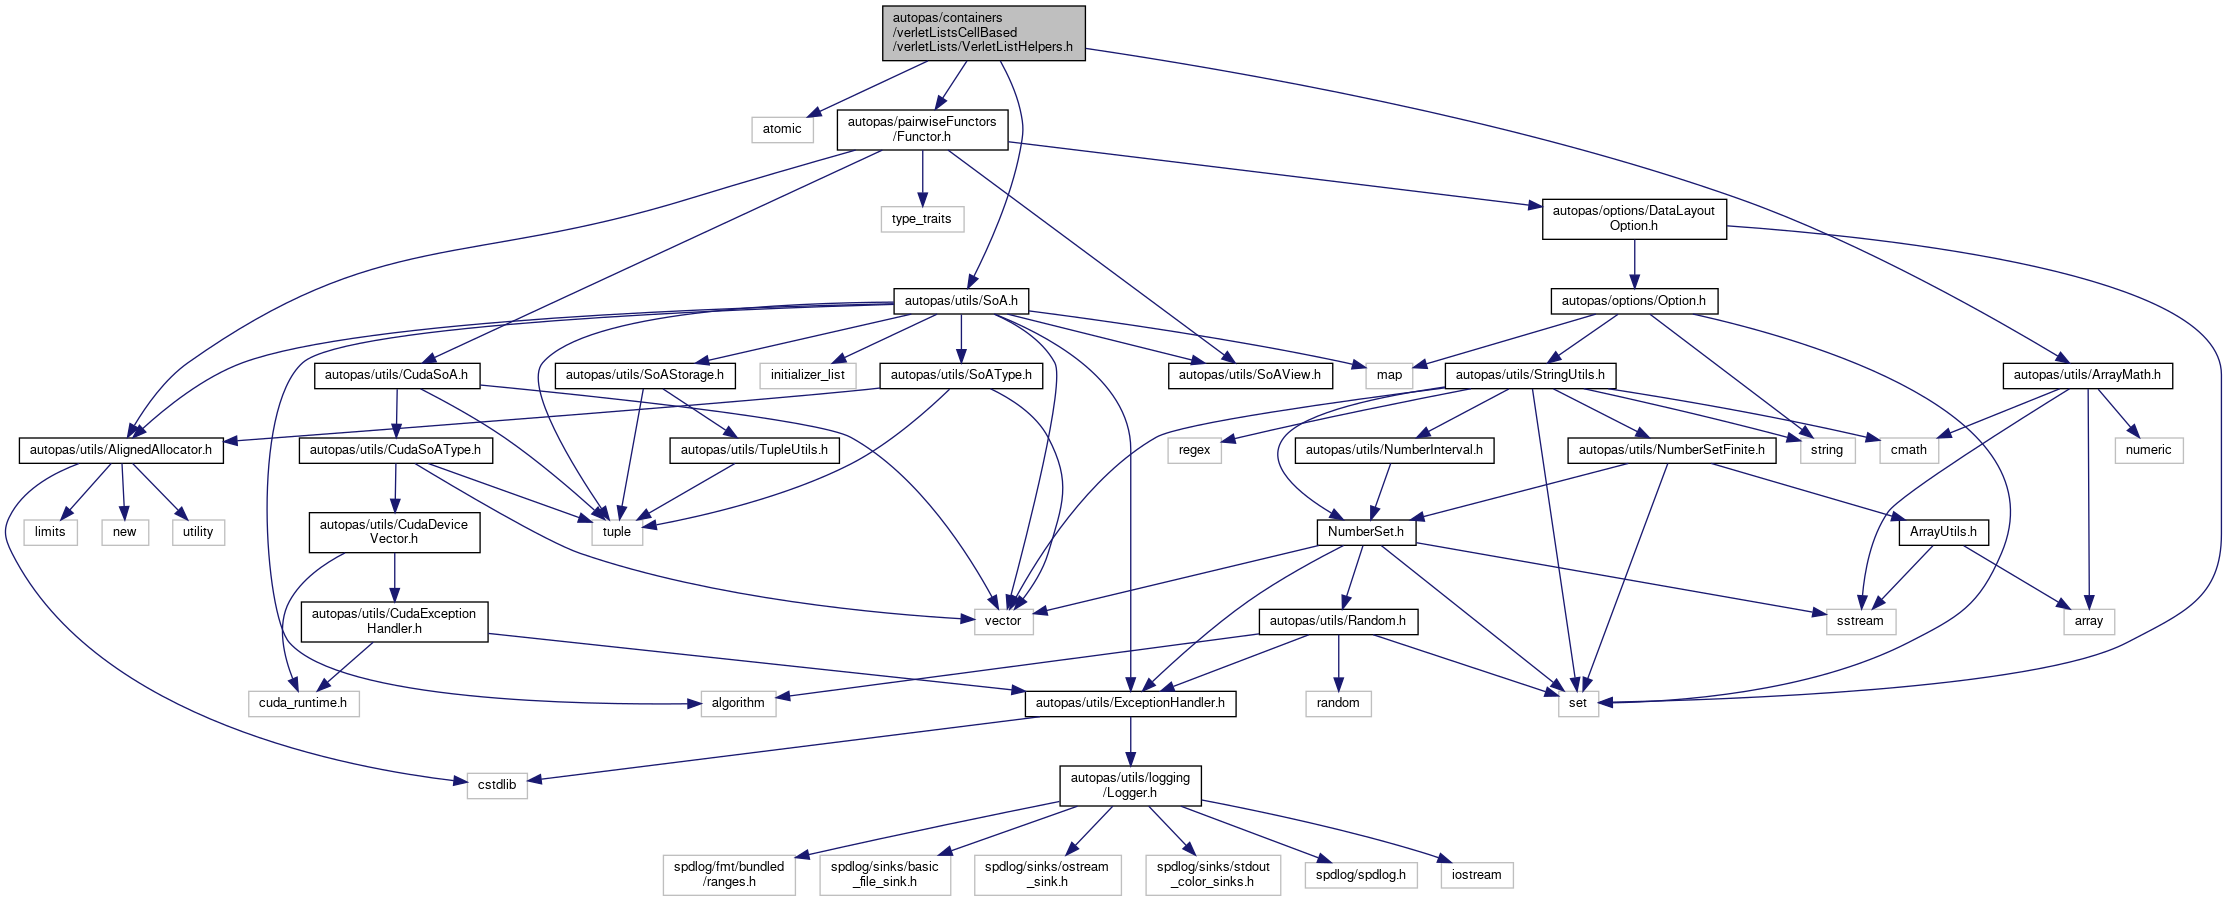 autopas/containers
/verletListsCellBased
/verletLists/VerletListHelpers.h
atomic
autopas/pairwiseFunctors
/Functor.h
type_traits
autopas/options/DataLayout
Option.h
autopas/utils/SoA.h
autopas/options/Option.h
autopas/utils/CudaSoA.h
autopas/utils/SoAStorage.h
initializer_list
autopas/utils/SoAType.h
autopas/utils/SoAView.h
map
autopas/utils/StringUtils.h
autopas/utils/ArrayMath.h
autopas/utils/AlignedAllocator.h
autopas/utils/CudaSoAType.h
autopas/utils/TupleUtils.h
regex
autopas/utils/NumberInterval.h
autopas/utils/NumberSetFinite.h
string
cmath
numeric
limits
new
utility
autopas/utils/CudaDevice
Vector.h
tuple
NumberSet.h
ArrayUtils.h
autopas/utils/CudaException
Handler.h
vector
autopas/utils/Random.h
sstream
array
cuda_runtime.h
algorithm
autopas/utils/ExceptionHandler.h
random
set
cstdlib
autopas/utils/logging
/Logger.h
spdlog/fmt/bundled
/ranges.h
spdlog/sinks/basic
_file_sink.h
spdlog/sinks/ostream
_sink.h
spdlog/sinks/stdout
_color_sinks.h
spdlog/spdlog.h
iostream